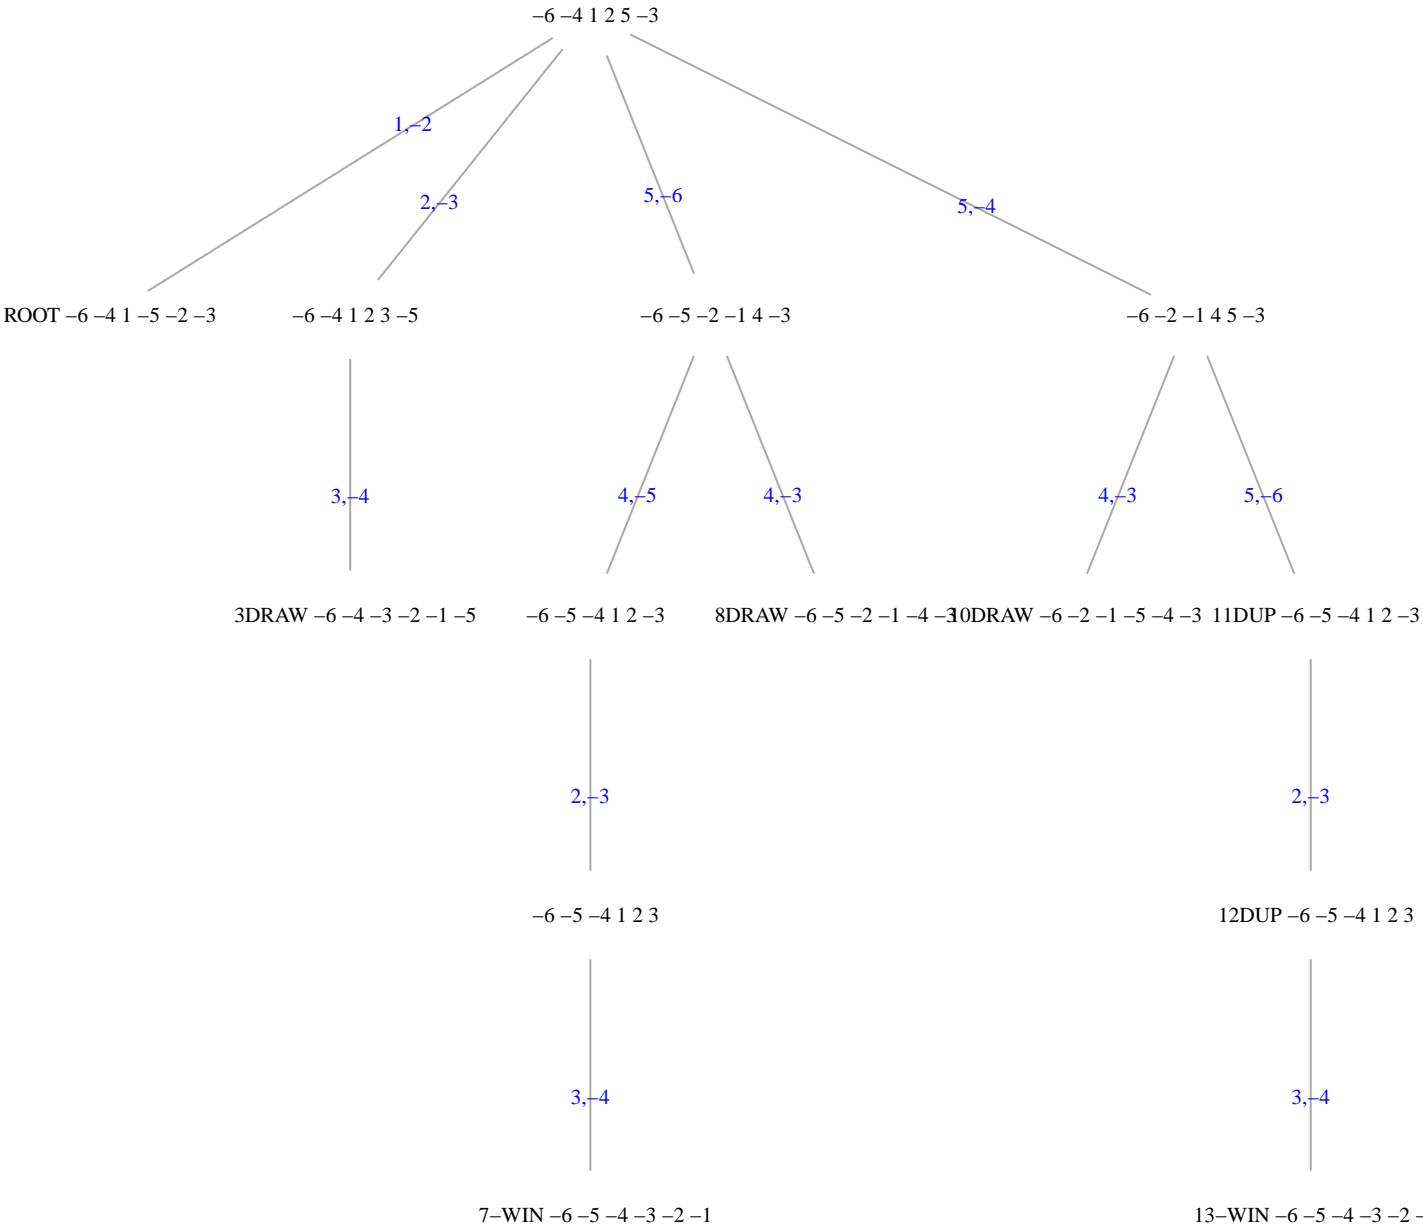 –6 –4 1 2 5 –3
1,–2
2,–3
5,–6
5,–4
ROOT –6 –4 1 –5 –2 –3
–6 –4 1 2 3 –5
–6 –5 –2 –1 4 –3
–6 –2 –1 4 5 –3
3,–4
4,–5
4,–3
4,–3
5,–6
3DRAW –6 –4 –3 –2 –1 –5
–6 –5 –4 1 2 –3
8DRAW –6 –5 –2 –1 –4 –3
10DRAW –6 –2 –1 –5 –4 –3
11DUP –6 –5 –4 1 2 –3
2,–3
2,–3
–6 –5 –4 1 2 3
12DUP –6 –5 –4 1 2 3
3,–4
3,–4
7–WIN –6 –5 –4 –3 –2 –1
13–WIN –6 –5 –4 –3 –2 –